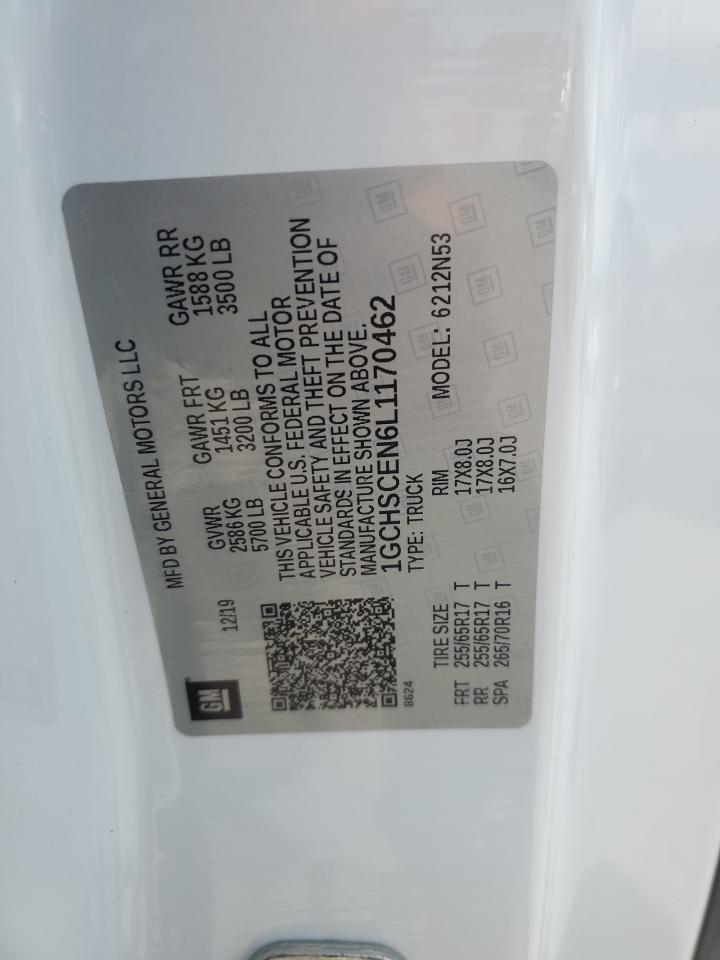 GM
MFD BY GENERAL MOTORS LLC
12/19 GVWR GAWR FRT GAWR RR
2586 KG 1451 KG 1588 KG
5700 LB 3200 LB 3500 LB
THIS VEHICLE CONFORMS TO ALL
APPLICABLE U.S. FEDERAL MOTOR
VEHICLE SAFETY AND THEFT PREVENTION
STANDARDS IN EFFECT ON THE DATE OF
MANUFACTURE SHOWN ABOVE.
1GCHSCEN6L1170462
8624
TYPE: TRUCK MODEL: 6212N53
TIRE SIZE RIM
FRT 255/65R17 T 17X8.0J
RR 255/65R17 T 17X8.0J
SPA 265/70R16 T 16X7.0J